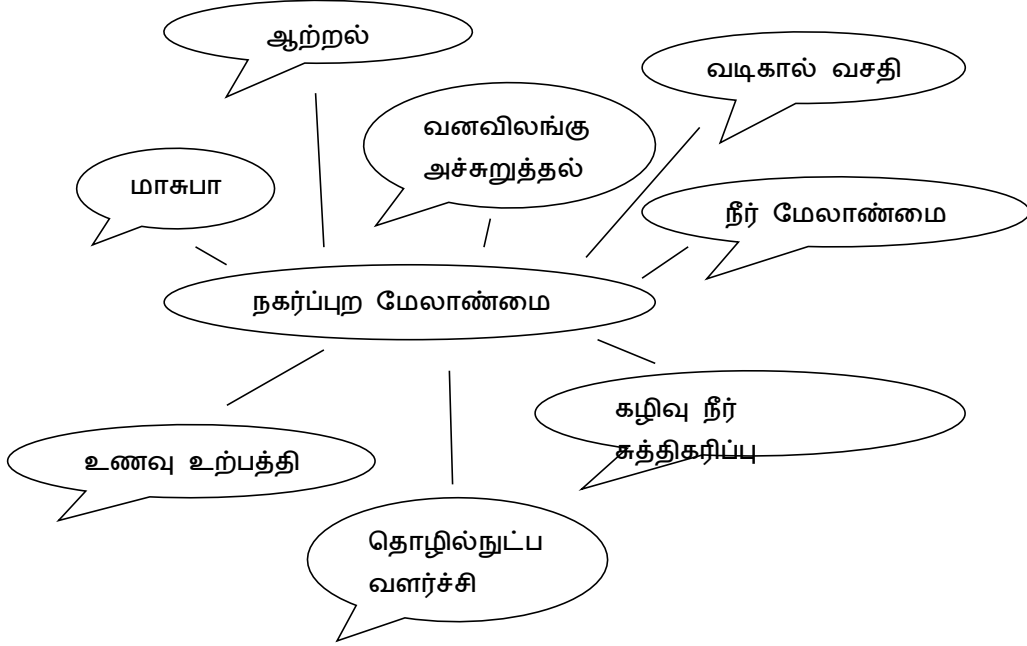 ஆற்றல்
வடிகால் வசதி
வனவிலங்கு
அச்சுறுத்தல்
மாசுபா
நீர் மேலாண்மை
நகர்ப்புற மேலாண்மை
கழிவு நீர்
சுத்திகரிப்பு
உணவு உற்பத்தி
தொழில்நுட்ப
வளர்ச்சி